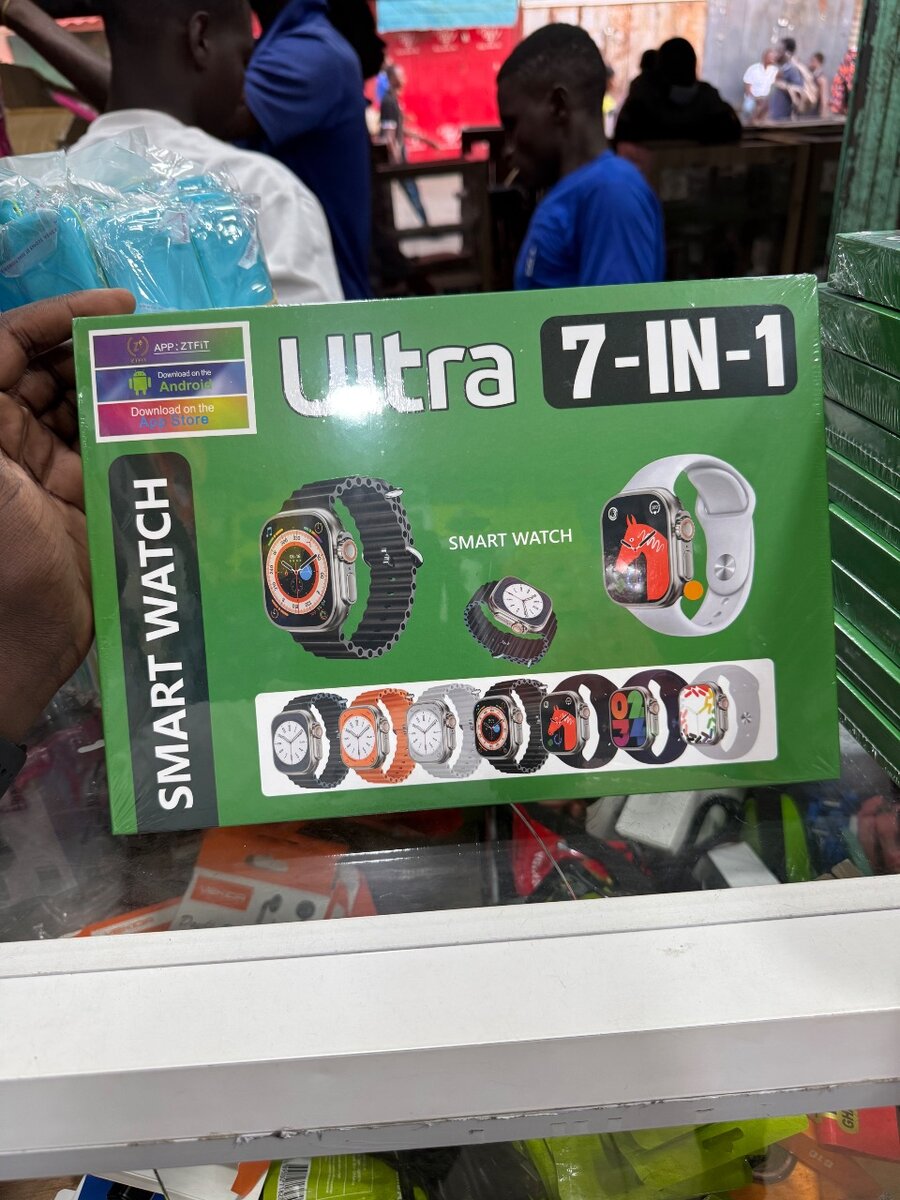 APP: ZTFiT
Download on the
Android
Download on the
App Store
Ultra
7-IN-1
SMART WATCH
SMART WATCH